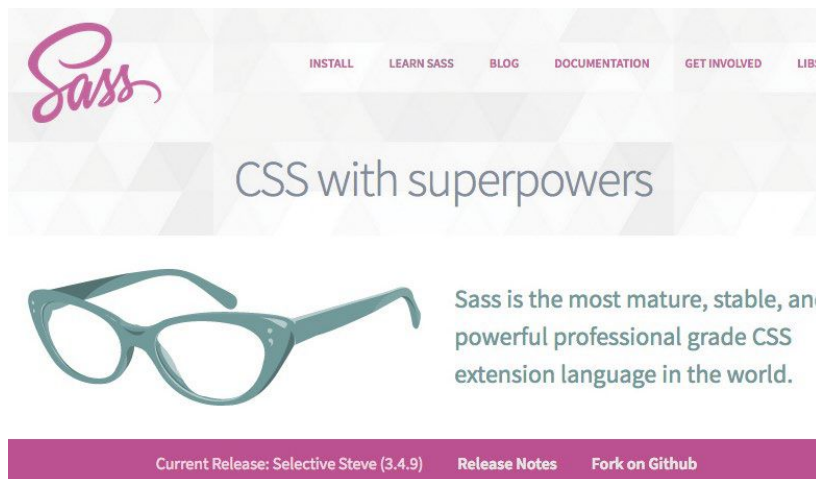 Sass
INSTALL LEARN SASS BLOG DOCUMENTATION GET INVOLVED
CSS with superpowers
Sass is the most mature, stable,
powerful professional grade CSS
extension language in the world.
Current Release: Selective Steve (3.4.9) Release Notes Fork on Github